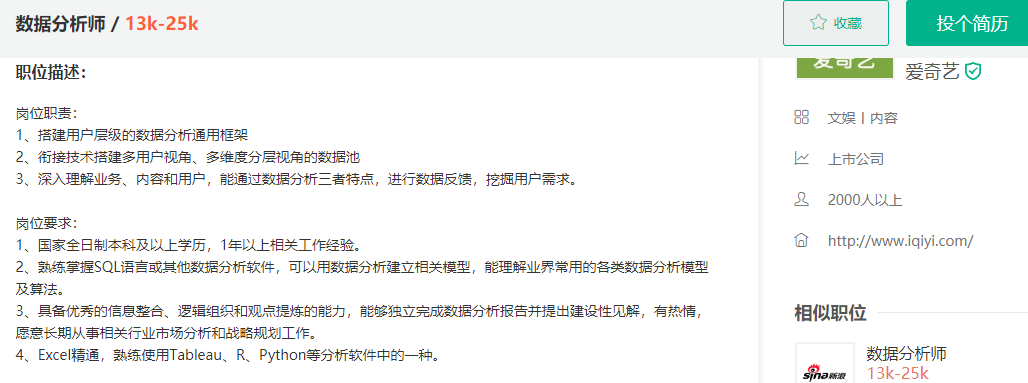 数据分析师 / 13k-25k
收藏
投个简历
职位描述：
岗位职责：
1、搭建用户层级的数据分析通用框架
2、衔接技术搭建多用户视角、多维度分层视角的数据池
3、深入理解业务、内容和用户，能通过数据分析三者特点，进行数据反馈，挖掘用户需求。
岗位要求：
1、国家全日制本科及以上学历，1年以上相关工作经验。
2、熟练掌握SQL语言或其他数据分析软件，可以用数据分析建立相关模型，能理解业界常用的各类数据分析模型
及算法。
3、具备优秀的信息整合、逻辑组织和观点提炼的能力，能够独立完成数据分析报告并提出建设性见解，有热情，
愿意长期从事相关行业市场分析和战略规划工作。
4、Excel精通，熟练使用Tableau、R、Python等分析软件中的一种。
爱奇艺
爱奇艺
文娱丨内容
上市公司
2000人以上
http://www.iqiyi.com/
相似职位
sina新浪
数据分析师
13k-25k